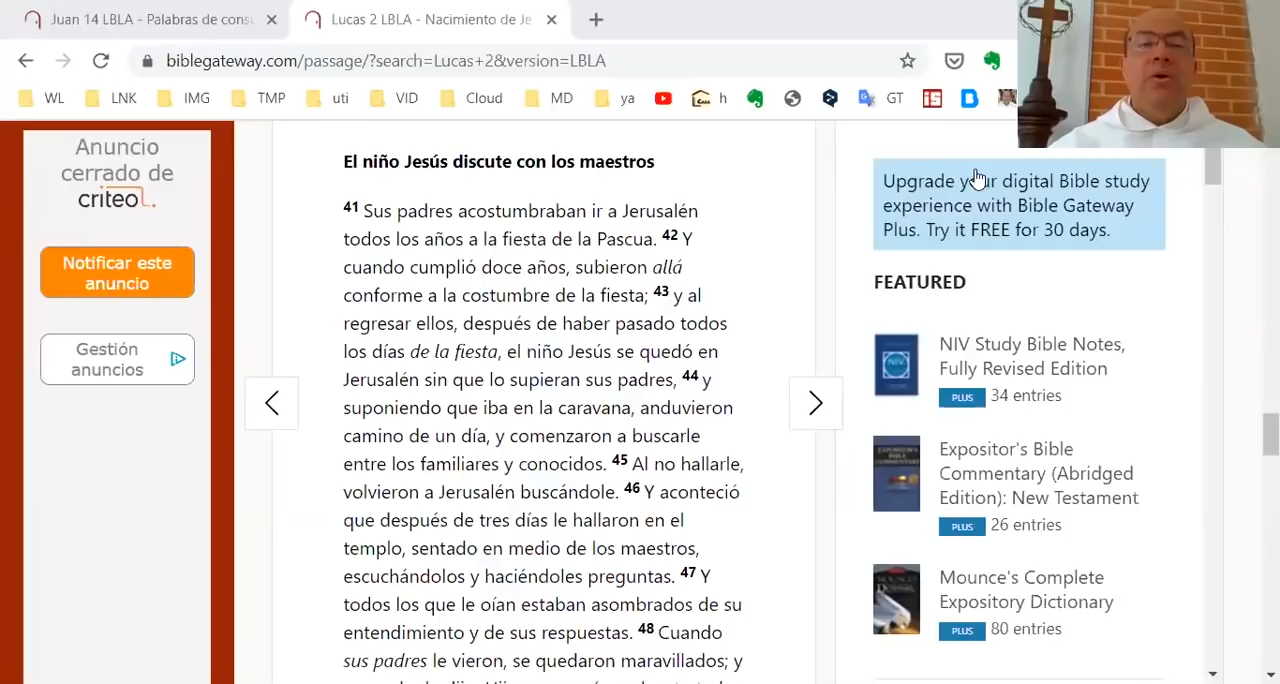 Juan 14 LBLA - Palabras de consu
Lucas 2 LBLA - Nacimiento de Je
biblegateway.com/passage/?search=Lucas+2&version=LBLA
WL LNK IMG TMP uti VID Cloud MD ya h GT
Anuncio
cerrado de
criteo
Notificar este
anuncio
Gestión
anuncios
El niño Jesús discute con los maestros
41 Sus padres acostumbraban ir a Jerusalén
todos los años a la fiesta de la Pascua. 42 Y
cuando cumplió doce años, subieron allá
conforme a la costumbre de la fiesta; 43 y al
regresar ellos, después de haber pasado todos
los días de la fiesta, el niño Jesús se quedó en
Jerusalén sin que lo supieran sus padres, 44 y
suponiendo que iba en la caravana, anduvieron
camino de un día, y comenzaron a buscarle
entre los familiares y conocidos. 45 Al no hallarle,
volvieron a Jerusalén buscándole. 46 Y aconteció
que después de tres días le hallaron en el
templo, sentado en medio de los maestros,
escuchándolos y haciéndoles preguntas. 47 Y
todos los que le oían estaban asombrados de su
entendimiento y de sus respuestas. 48 Cuando
sus padres le vieron, se quedaron maravillados; y
Upgrade your digital Bible study
experience with Bible Gateway
Plus. Try it FREE for 30 days.
FEATURED
NIV Study Bible Notes,
Fully Revised Edition
PLUS 34 entries
Expositor's Bible
Commentary (Abridged
Edition): New Testament
PLUS 26 entries
Mounce's Complete
Expository Dictionary
PLUS 80 entries